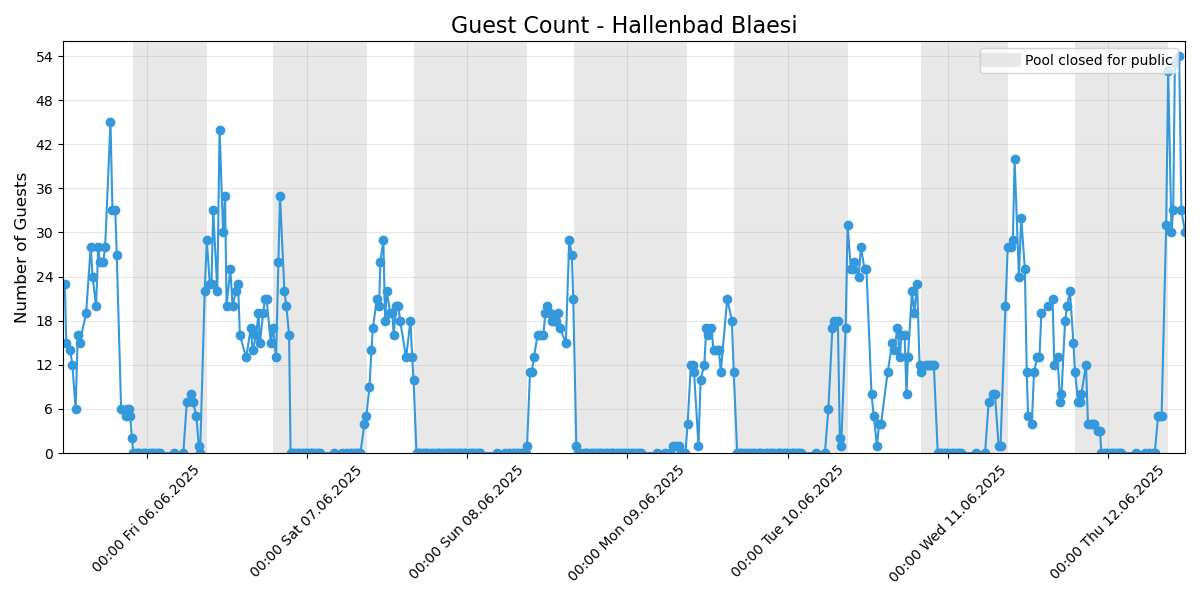 Guest Count - Hallenbad Blaesi
Pool closed for public
Number of Guests
54
48
42
36
30
24
18
12
6
0
00:00 Fri 06.06.2025
00:00 Sat 07.06.2025
00:00 Sun 08.06.2025
00:00 Mon 09.06.2025
00:00 Tue 10.06.2025
00:00 Wed 11.06.2025
00:00 Thu 12.06.2025